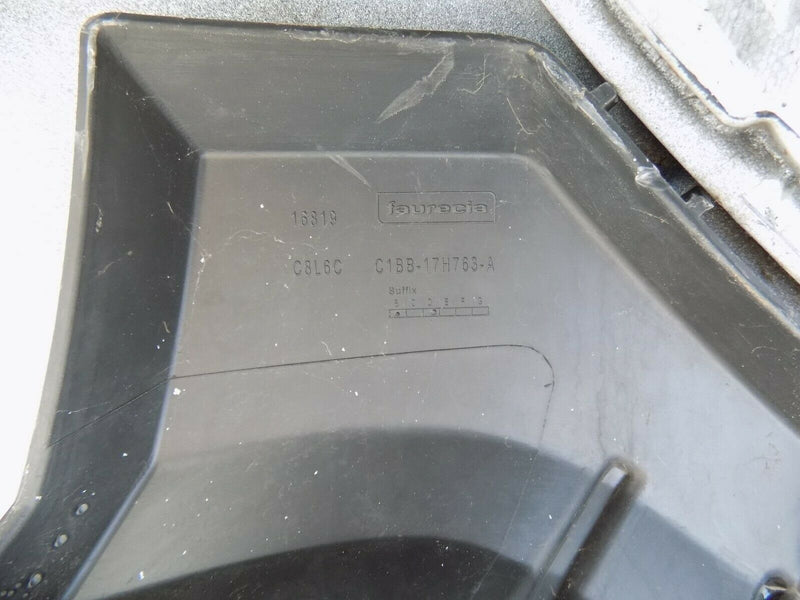 16819 faurecia
C8L6C C1BB-17H763-A
Suffix
B C D E F G